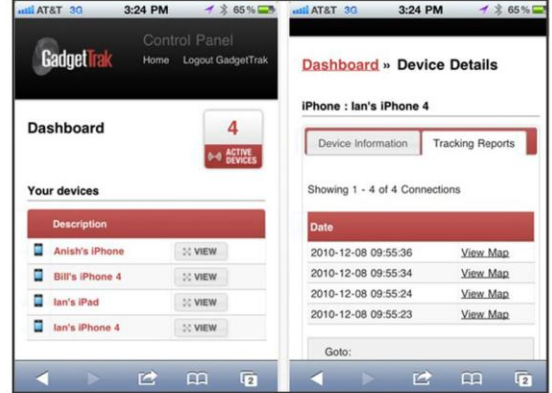 AT&T 3G 3:24 PM 65%
GadgetTrak
Control Panel
Home Logout GadgetTrak
Dashboard
4
ACTIVE
DEVICES
Your devices
Description
Anish's iPhone VIEW
Bill's iPhone 4 VIEW
Ian's iPad VIEW
Ian's iPhone 4 VIEW
2
AT&T 3G 3:24 PM 65%
Dashboard » Device Details
iPhone : Ian's iPhone 4
Device Information Tracking Reports
Showing 1 - 4 of 4 Connections
Date
2010-12-08 09:55:36 View Map
2010-12-08 09:55:34 View Map
2010-12-08 09:55:24 View Map
2010-12-08 09:55:23 View Map
Goto:
2